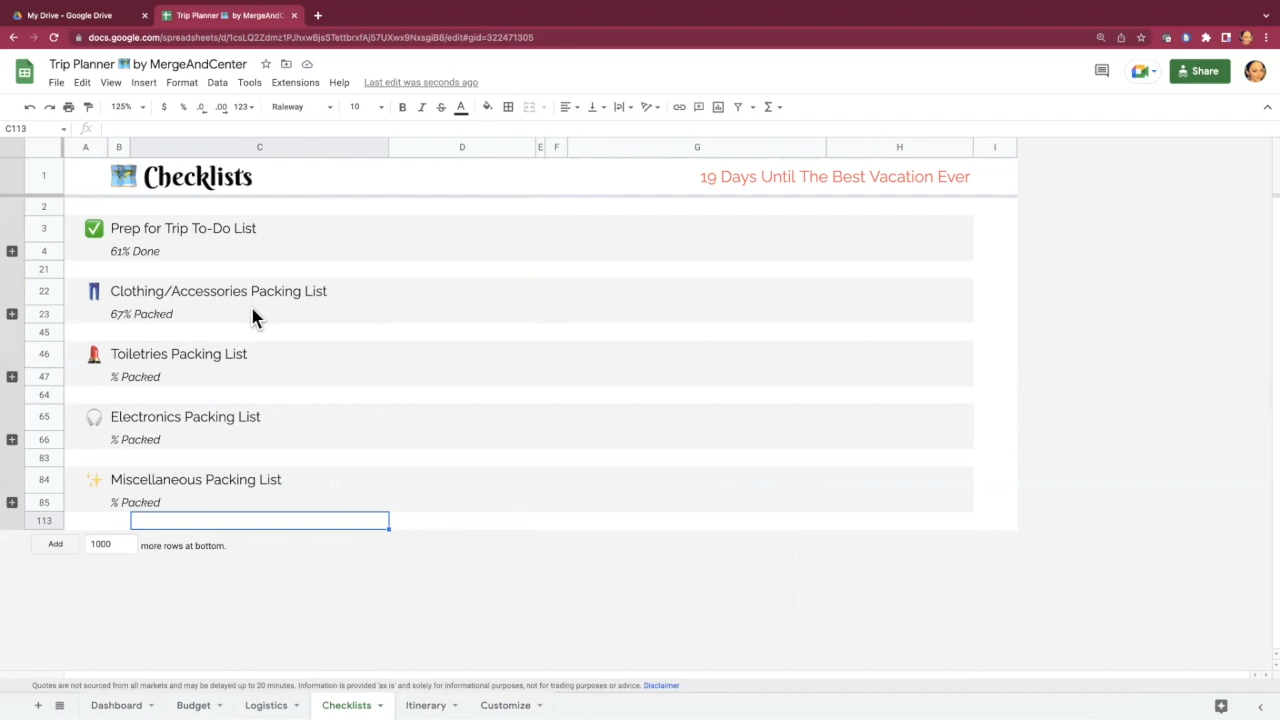 My Drive - Google Drive
Trip Planner by MergeAndC
docs.google.com/spreadsheets/d/1csLQ2Zdmz1PJhxwBjsSTettbrxfAj57UXwx9NxsgiB8/edit#gid=322471305
Trip Planner by MergeAndCenter
File Edit View Insert Format Data Tools Extensions Help Last edit was seconds ago
Share
125% $ % .0 .00 123 Raleway 10 B I S A
C113 fx
A B C D E F G H I
1 Checklists 19 Days Until The Best Vacation Ever
2
3 Prep for Trip To-Do List
4 61% Done
21
22 Clothing/Accessories Packing List
23 67% Packed
45
46 Toiletries Packing List
47 % Packed
64
65 Electronics Packing List
66 % Packed
83
84 Miscellaneous Packing List
85 % Packed
113
Add 1000 more rows at bottom.
Quotes are not sourced from all markets and may be delayed up to 20 minutes. Information is provided 'as is' and solely for informational purposes, not for trading purposes or advice. Disclaimer
Dashboard Budget Logistics Checklists Itinerary Customize